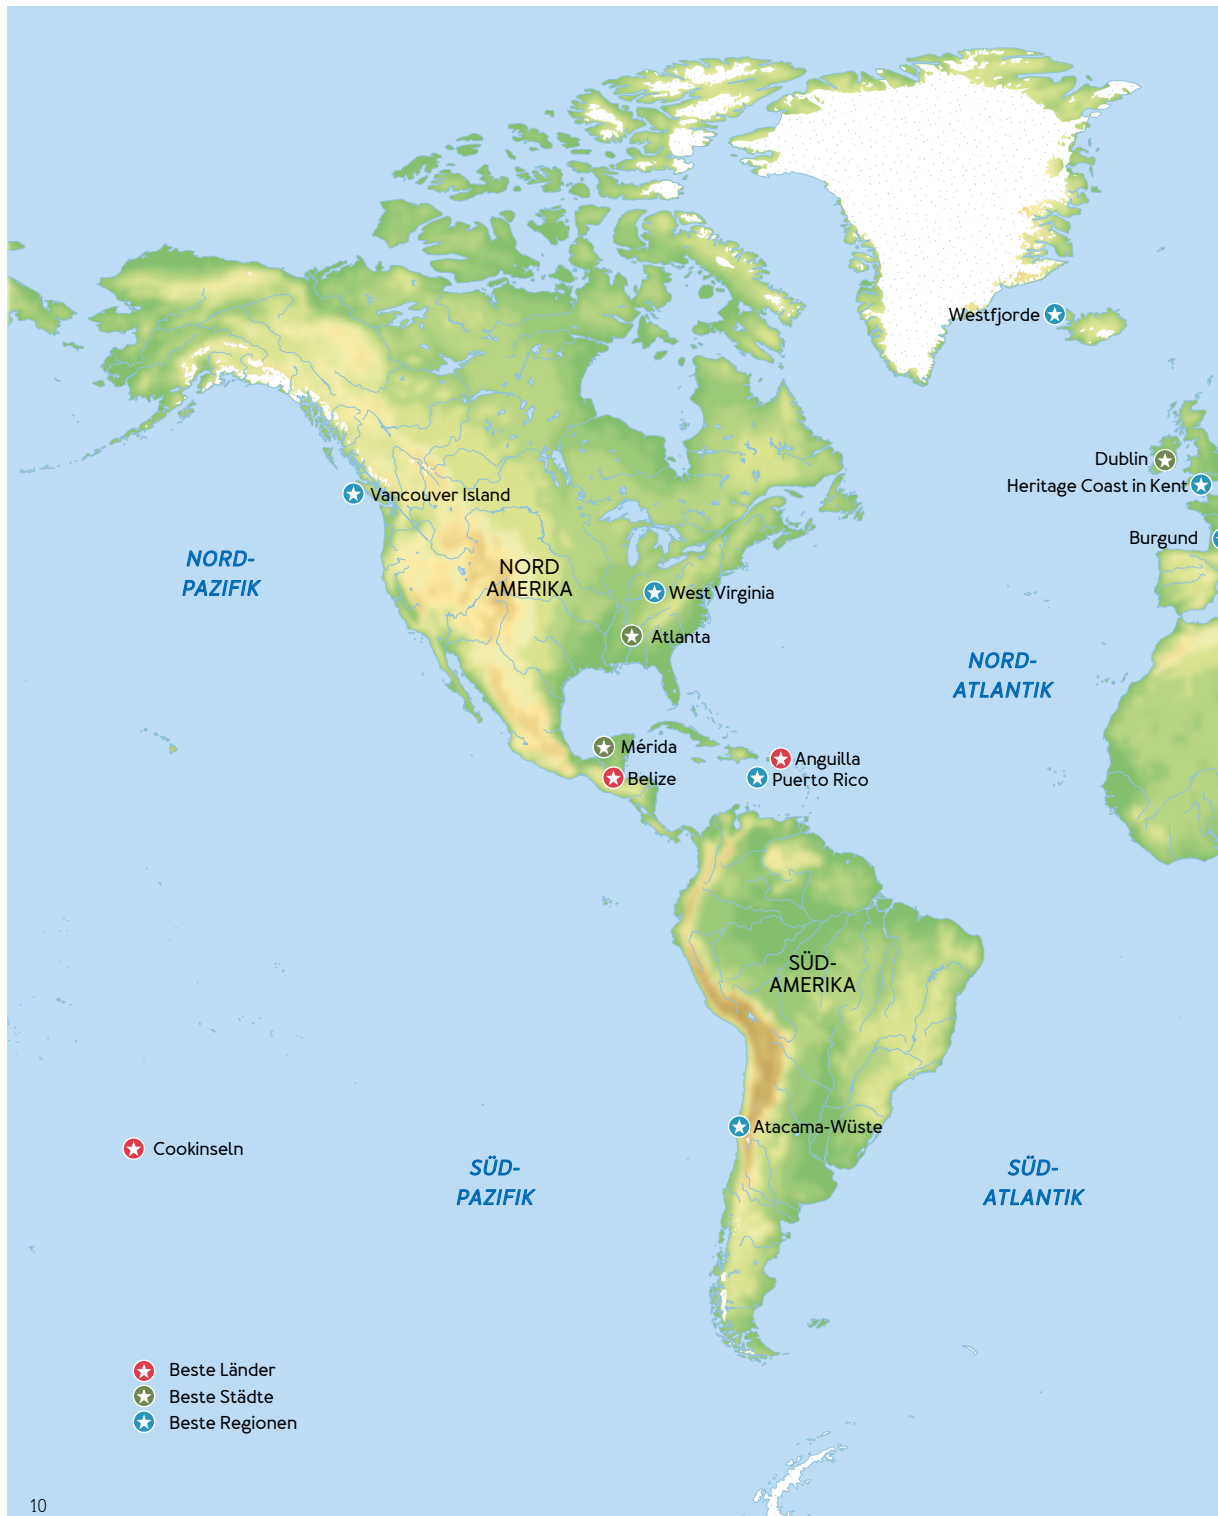 Westfjorde
Dublin
Heritage Coast in Kent
Vancouver Island
Burgund
NORD-
PAZIFIK
NORD
AMERIKA
West Virginia
Atlanta
NORD-
ATLANTIK
Mérida
Anguilla
Belize
Puerto Rico
SÜD-
AMERIKA
Atacama-Wüste
Cookinseln
SÜD-
PAZIFIK
SÜD-
ATLANTIK
Beste Länder
Beste Städte
Beste Regionen
10